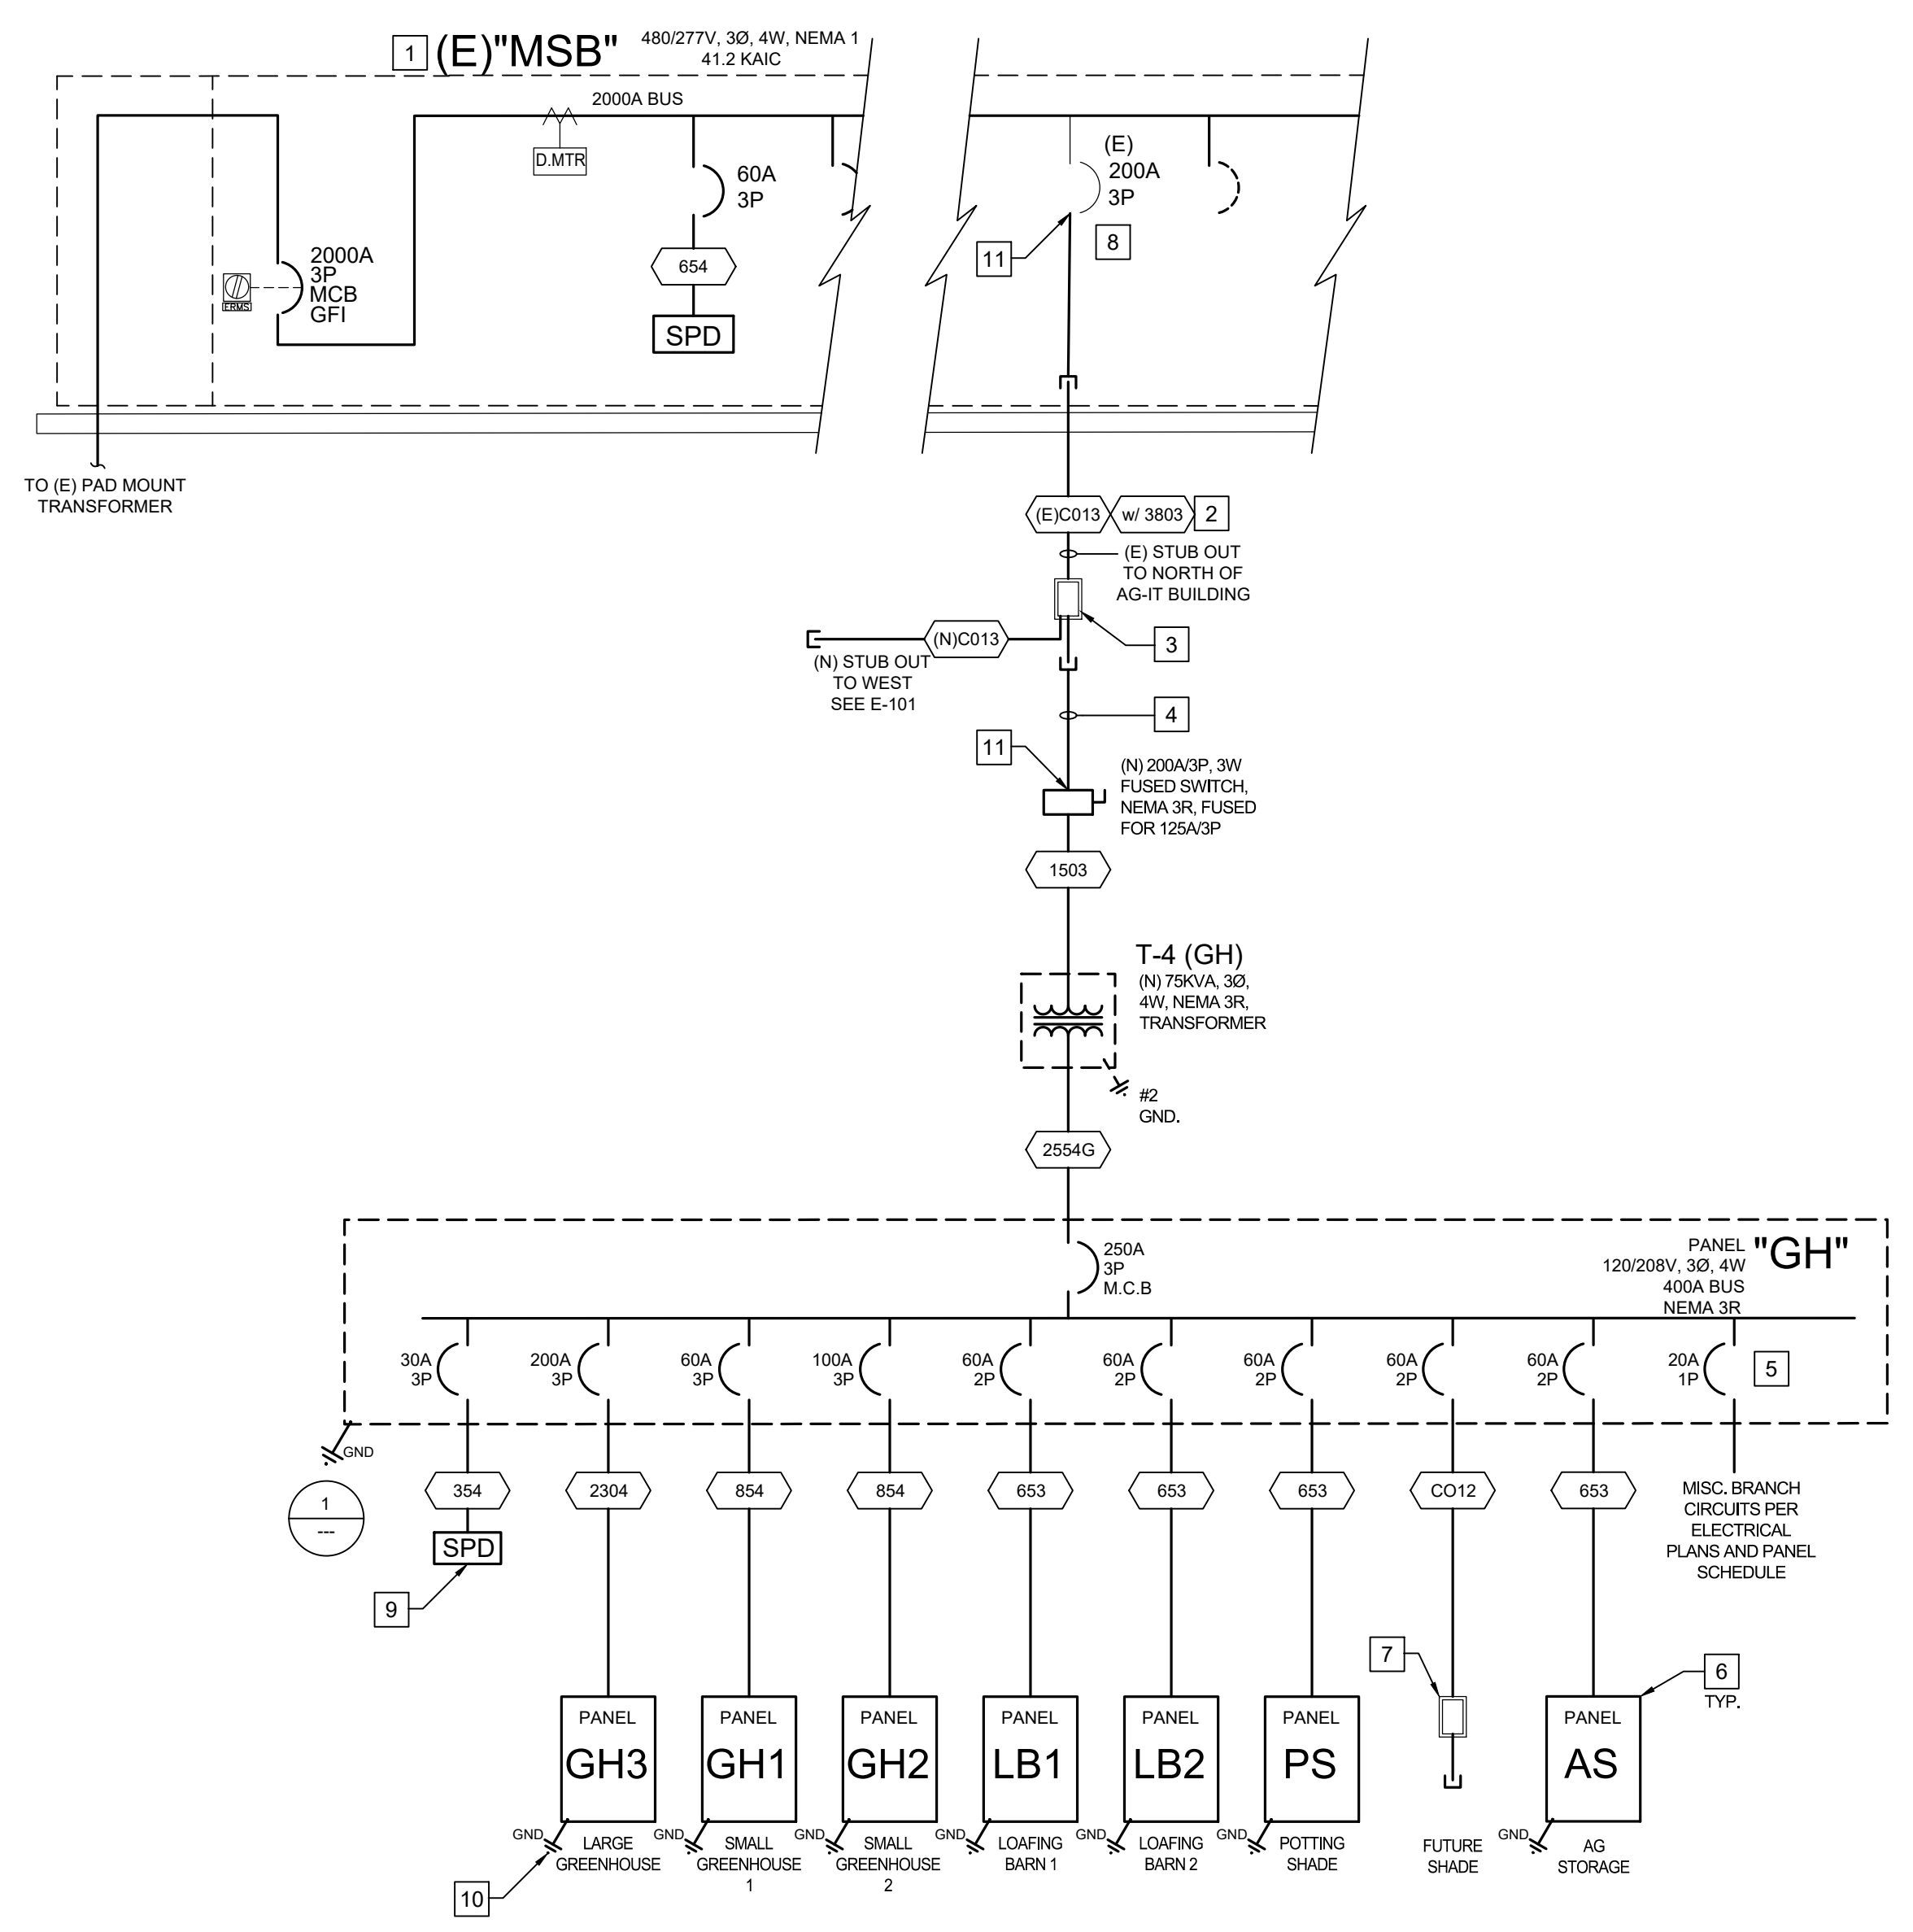 1
(E)"MSB"
480/277V, 3Ø, 4W, NEMA 1
41.2 KAIC
2000A BUS
D.MTR
60A
3P
654
SPD
2000A
3P
MCB
GFI
ERMS
TO (E) PAD MOUNT
TRANSFORMER
(E)
200A
3P
8
11
(E)C013
w/ 3803
2
(E) STUB OUT
TO NORTH OF
AG-IT BUILDING
3
(N)C013
(N) STUB OUT
TO WEST
SEE E-101
4
11
(N) 200A/3P, 3W
FUSED SWITCH,
NEMA 3R, FUSED
FOR 125A/3P
1503
T-4 (GH)
(N) 75KVA, 3Ø,
4W, NEMA 3R,
TRANSFORMER
#2
GND.
2554G
250A
3P
M.C.B
PANEL "GH"
120/208V, 3Ø, 4W
400A BUS
NEMA 3R
30A
3P
200A
3P
60A
3P
100A
3P
60A
2P
60A
2P
60A
2P
60A
2P
60A
2P
20A
1P
5
GND
1
---
354
2304
854
854
653
653
653
CO12
653
MISC. BRANCH
CIRCUITS PER
ELECTRICAL
PLANS AND PANEL
SCHEDULE
SPD
9
7
6
TYP.
PANEL
GH3
GND
LARGE
GREENHOUSE
10
PANEL
GH1
GND
SMALL
GREENHOUSE
1
PANEL
GH2
GND
SMALL
GREENHOUSE
2
PANEL
LB1
GND
LOAFING
BARN 1
PANEL
LB2
GND
LOAFING
BARN 2
PANEL
PS
GND
POTTING
SHADE
FUTURE
SHADE
PANEL
AS
GND
AG
STORAGE